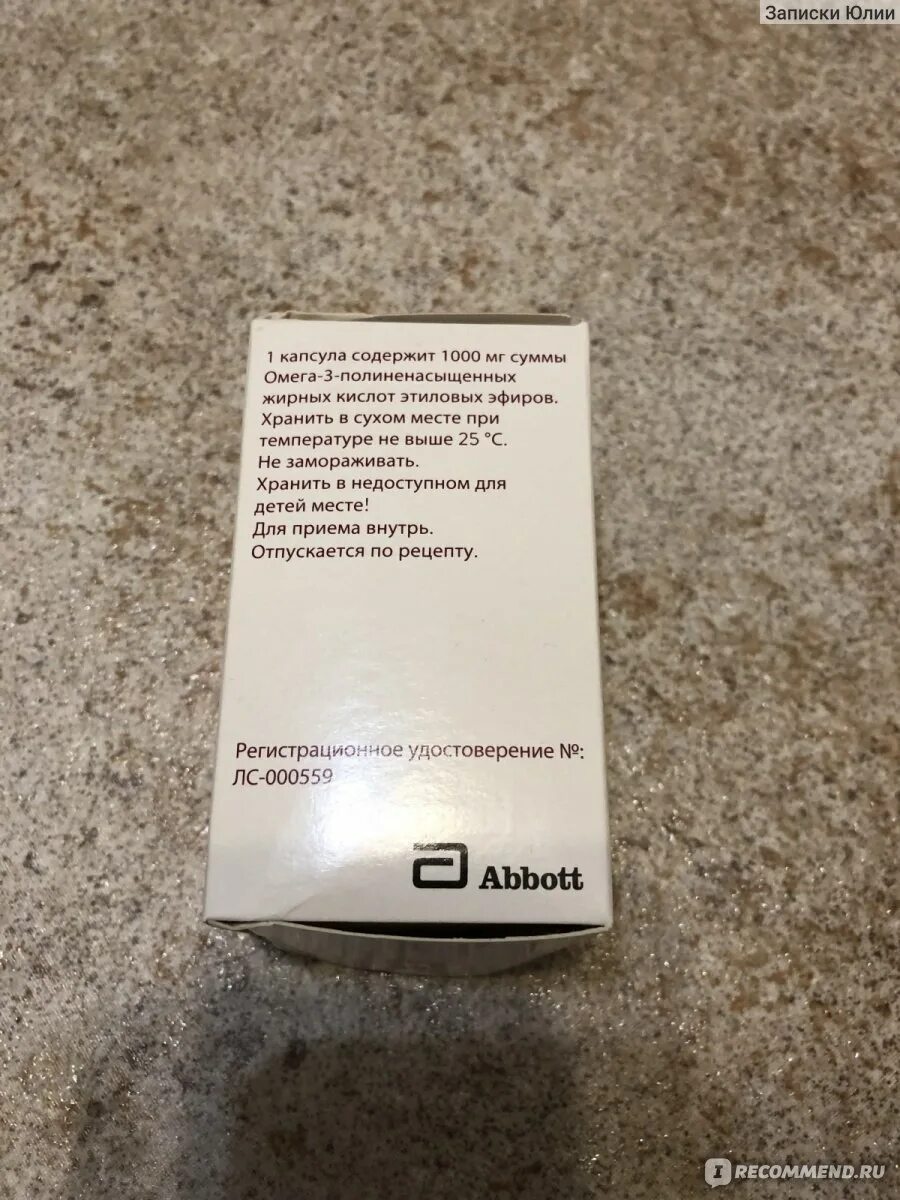 Записки Юлии
1 капсула содержит 1000 мг суммы
Омега-3-полиненасыщенных
жирных кислот этиловых эфиров.
Хранить в сухом месте при
температуре не выше 25 °C.
Не замораживать.
Хранить в недоступном для
детей месте!
Для приема внутрь.
Отпускается по рецепту.
Регистрационное удостоверение №:
ЛС-000559
Abbott
IRECOMMEND.RU